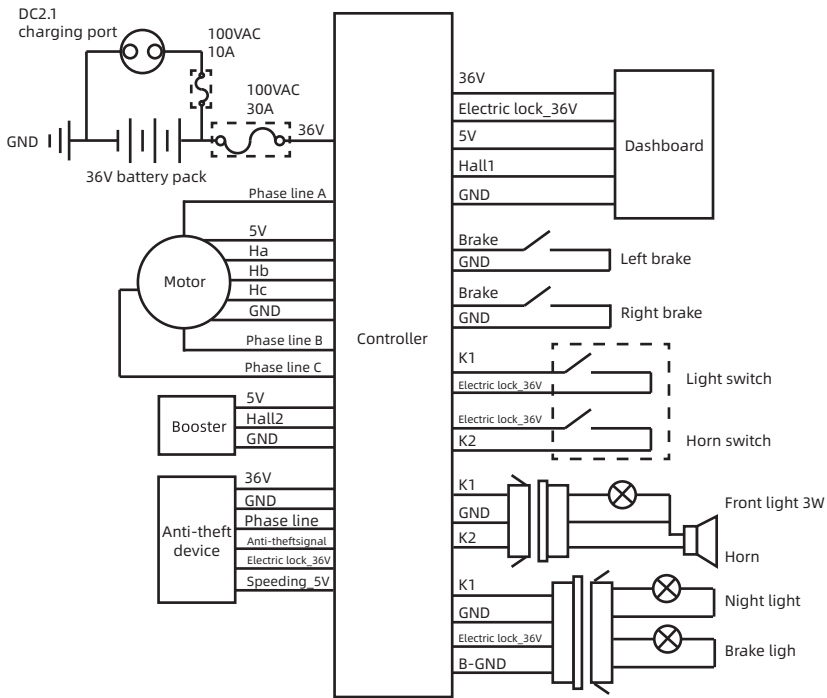 DC2.1
charging port
100VAC
10A
100VAC
30A
36V
GND
36V battery pack
Phase line A
5V
Ha
Hb
Hc
GND
Motor
Phase line B
Phase line C
5V
Hall2
GND
Booster
36V
GND
Phase line
Anti-theftsignal
Electric lock_36V
Speeding_5V
Anti-theft
device
Controller
36V
Electric lock_36V
5V
Hall1
GND
Dashboard
Brake
GND
Left brake
Brake
GND
Right brake
K1
Electric lock_36V
Light switch
Electric lock_36V
K2
Horn switch
K1
GND
K2
Front light 3W
Horn
K1
GND
Electric lock_36V
B-GND
Night light
Brake ligh